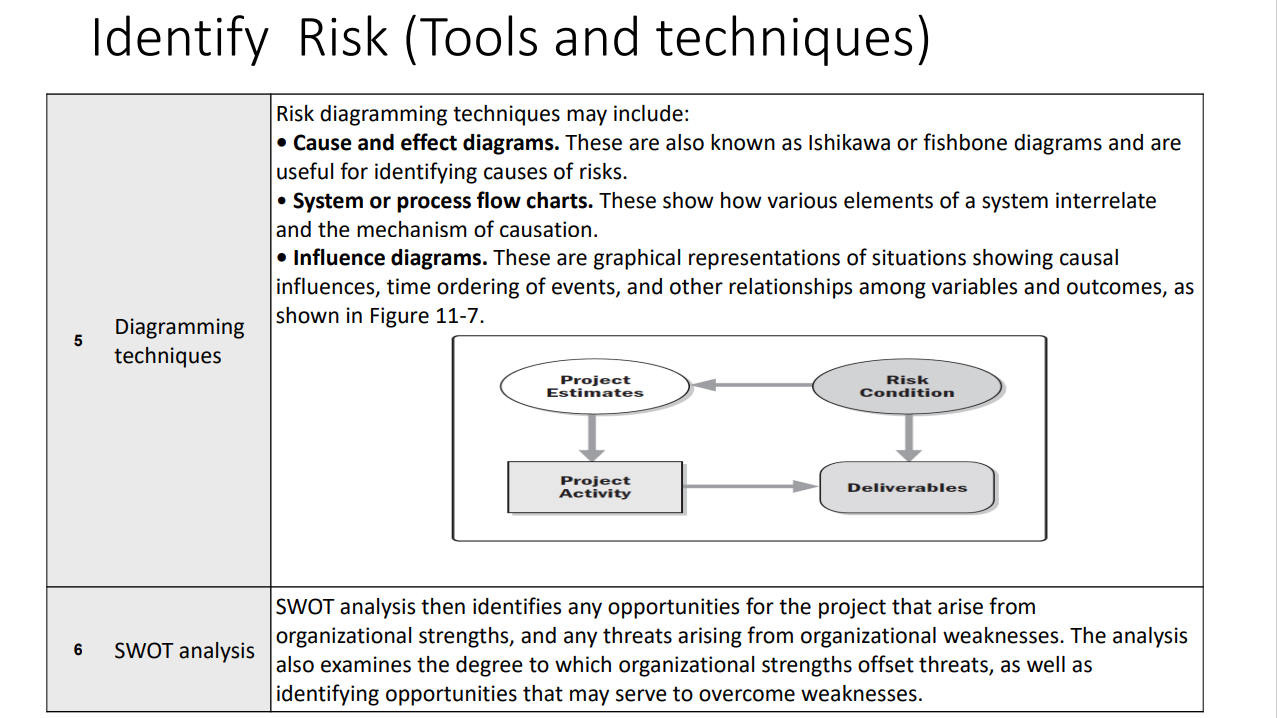 Identify  Risk (Tools and techniques)
5
Diagramming
techniques
Risk diagramming techniques may include:
• Cause and effect diagrams. These are also known as Ishikawa or fishbone diagrams and are
useful for identifying causes of risks.
• System or process flow charts. These show how various elements of a system interrelate
and the mechanism of causation.
• Influence diagrams. These are graphical representations of situations showing causal
influences, time ordering of events, and other relationships among variables and outcomes, as
shown in Figure 11-7.
Project
Estimates
Risk
Condition
Project
Activity
Deliverables
6
SWOT analysis
SWOT analysis then identifies any opportunities for the project that arise from
organizational strengths, and any threats arising from organizational weaknesses. The analysis
also examines the degree to which organizational strengths offset threats, as well as
identifying opportunities that may serve to overcome weaknesses.